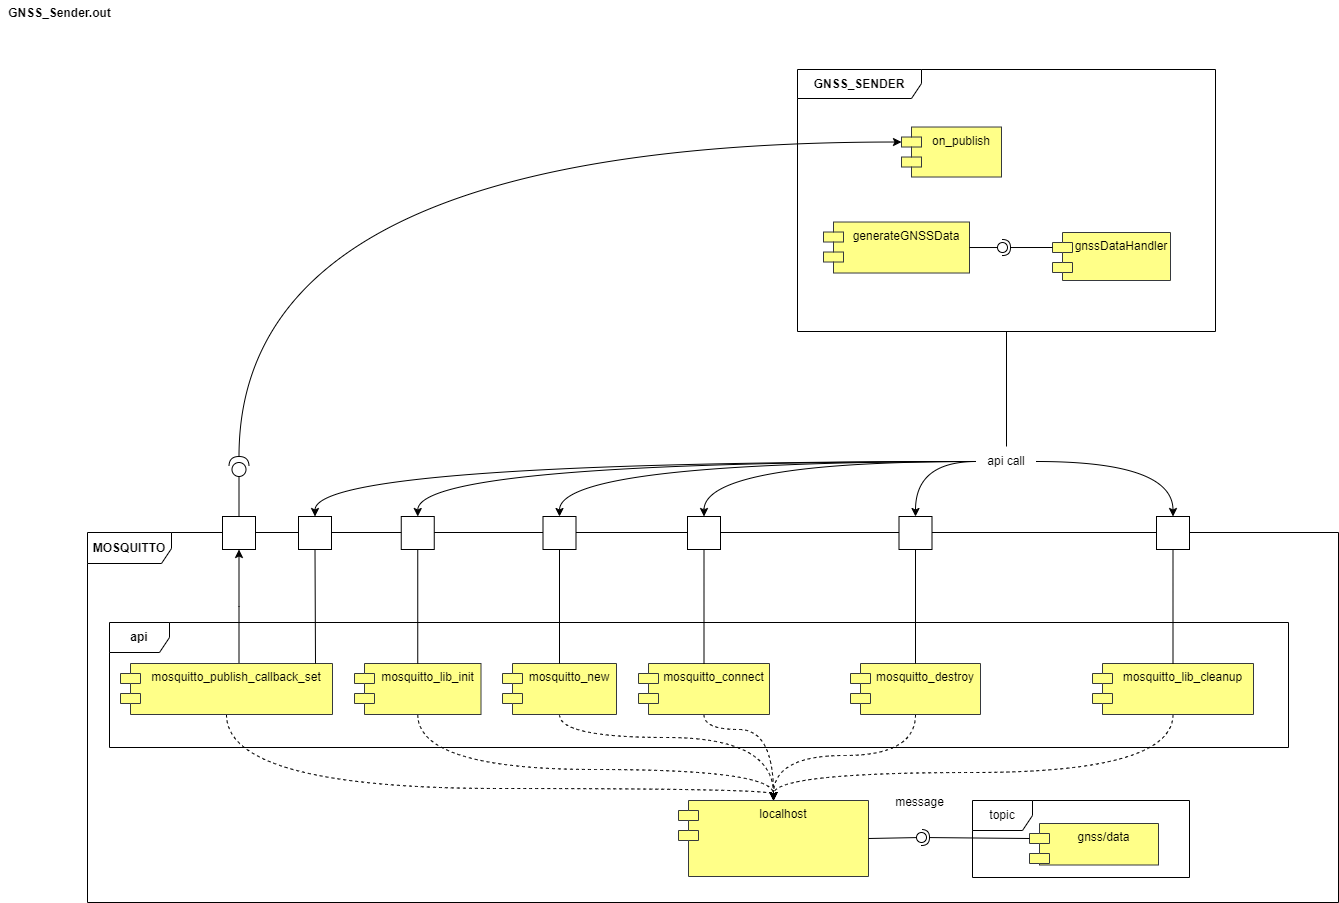 GNSS_Sender.out
GNSS_SENDER
on_publish
generateGNSSData
gnssDataHandler
api call
MOSQUITTO
api
mosquitto_publish_callback_set
mosquitto_lib_init
mosquitto_new
mosquitto_connect
mosquitto_destroy
mosquitto_lib_cleanup
localhost
message
topic
gnss/data